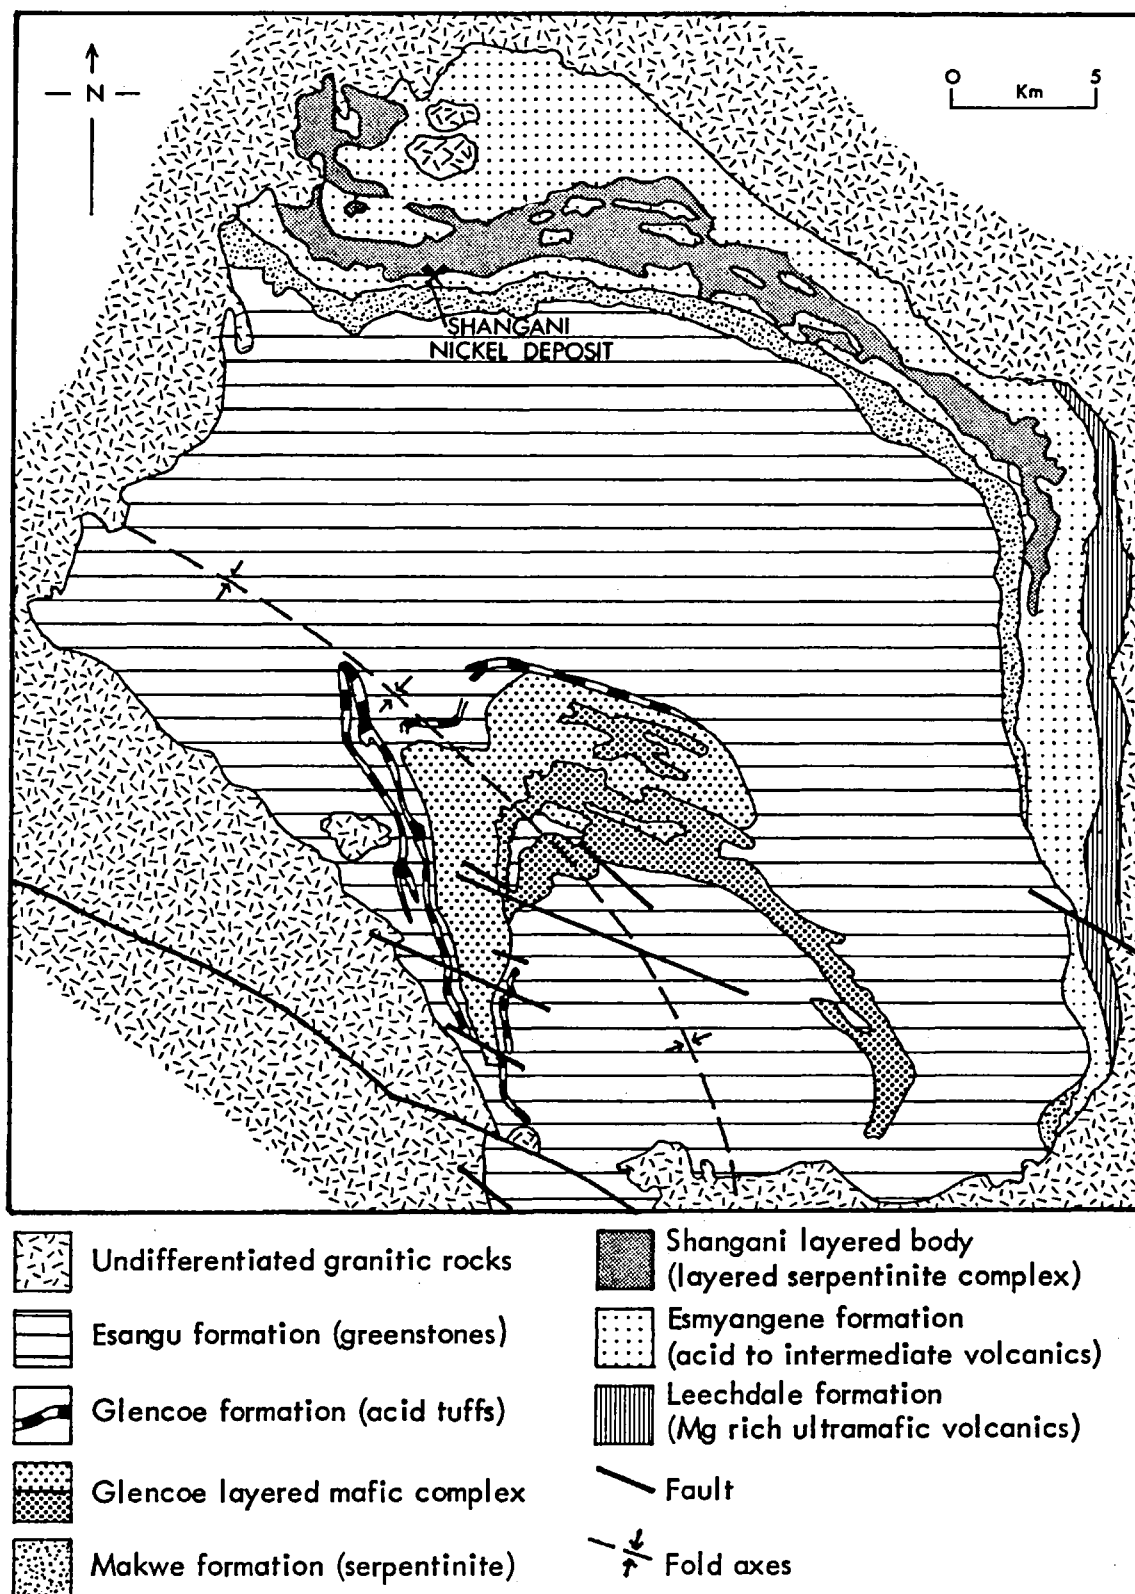 N
0 5
Km
SHANGANI
NICKEL DEPOSIT
Undifferentiated granitic rocks
Esangu formation (greenstones)
Glencoe formation (acid tuffs)
Glencoe layered mafic complex
Makwe formation (serpentinite)
Shangani layered body
(layered serpentinite complex)
Esmyangene formation
(acid to intermediate volcanics)
Leechdale formation
(Mg rich ultramafic volcanics)
Fault
Fold axes